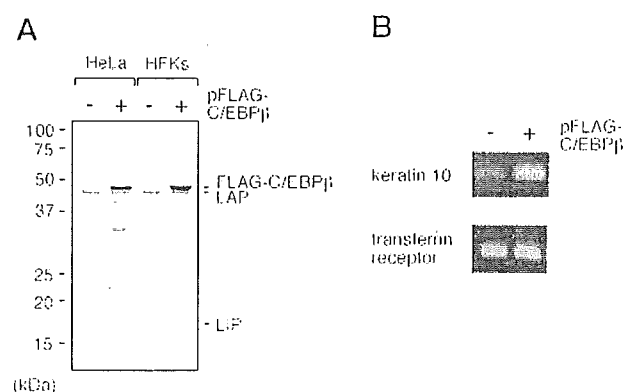 A
HeLa HFKs
- + - + pFLAG-
C/EBPβ
100 -
75 -
50 -
37 -
25 -
20 -
15 -
(kDa)
FLAG-C/EBPβ
LAP
- LIP
B
- + pFLAG-
C/EBPβ
keratin 10
transferrin
receptor